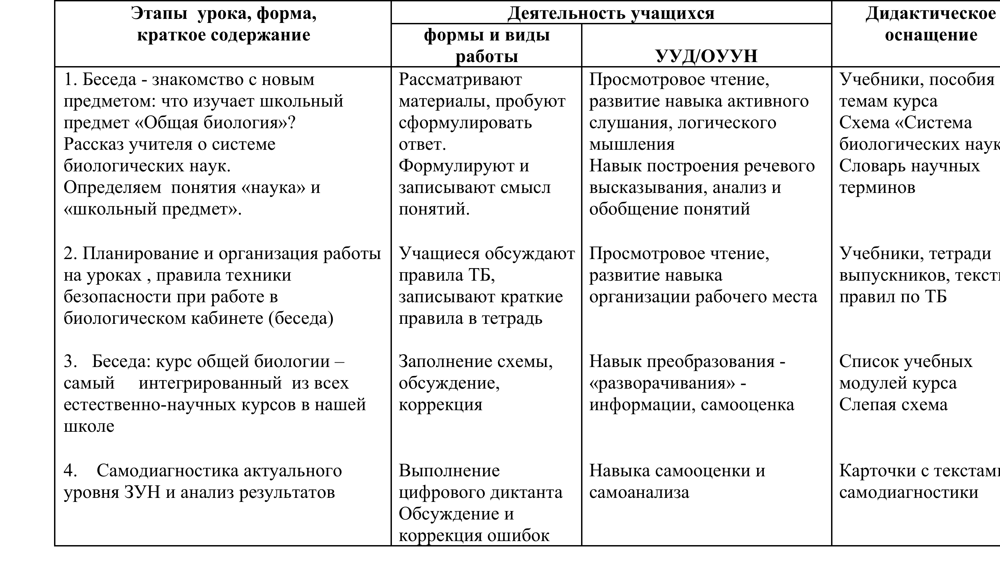 Этапы  урока, форма,
краткое содержание
Деятельность учащихся
формы и виды
работы
УУД/ОУУН
Дидактическое
оснащение
1. Беседа - знакомство с новым
предметом: что изучает школьный
предмет «Общая биология»?
Рассказ учителя о системе
биологических наук.
Определяем  понятия «наука» и
«школьный предмет».
Рассматривают
материалы, пробуют
сформулировать
ответ.
Формулируют и
записывают смысл
понятий.
Просмотровое чтение,
развитие навыка активного
слушания, логического
мышления
Навык построения речевого
высказывания, анализ и
обобщение понятий
Учебники, пособия
темам курса
Схема «Система
биологических наук
Словарь научных
терминов
2. Планирование и организация работы
на уроках , правила техники
безопасности при работе в
биологическом кабинете (беседа)
Учащиеся обсуждают
правила ТБ,
записывают краткие
правила в тетрадь
Просмотровое чтение,
развитие навыка
организации рабочего места
Учебники, тетради
выпускников,
правил по ТБ
3.   Беседа: курс общей биологии –
самый     интегрированный  из всех
естественно-научных курсов в нашей
школе
Заполнение схемы,
обсуждение,
коррекция
Навык преобразования -
«разворачивания» -
информации, самооценка
Список учебных
модулей курса
Слепая схема
4.    Самодиагностика актуального
уровня ЗУН и анализ результатов
Выполнение
цифрового диктанта
Обсуждение и
коррекция ошибок
Навыка самооценки и
самоанализа
Карточки с текстами
самодиагностики